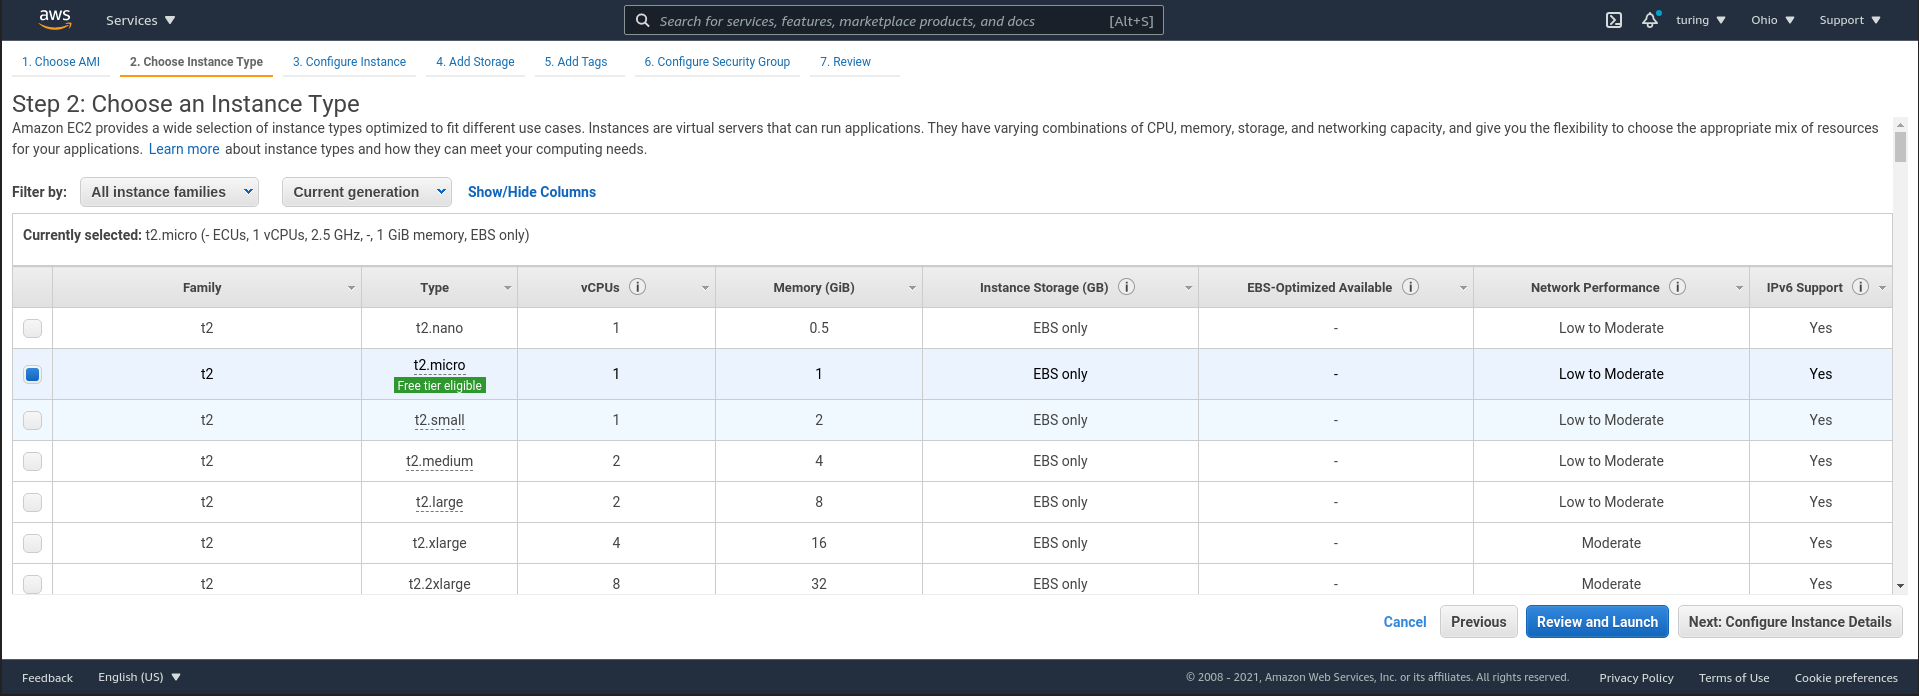 aws Services Search for services, features, marketplace products, and docs [Alt+S] turing Ohio Support
1. Choose AMI 2. Choose Instance Type 3. Configure Instance 4. Add Storage 5. Add Tags 6. Configure Security Group 7. Review
Step 2: Choose an Instance Type
Amazon EC2 provides a wide selection of instance types optimized to fit different use cases. Instances are virtual servers that can run applications. They have varying combinations of CPU, memory, storage, and networking capacity, and give you the flexibility to choose the appropriate mix of resources
for your applications. Learn more about instance types and how they can meet your computing needs.
Filter by: All instance families Current generation Show/Hide Columns
Currently selected: t2.micro (- ECUs, 1 vCPUs, 2.5 GHz, -, 1 GiB memory, EBS only)
Family Type vCPUs i Memory (GiB) Instance Storage (GB) i EBS-Optimized Available i Network Performance i IPv6 Support i
t2 t2.nano 1 0.5 EBS only - Low to Moderate Yes
t2 t2.micro 1 1 EBS only - Low to Moderate Yes
Free tier eligible
t2 t2.small 1 2 EBS only - Low to Moderate Yes
t2 t2.medium 2 4 EBS only - Low to Moderate Yes
t2 t2.large 2 8 EBS only - Low to Moderate Yes
t2 t2.xlarge 4 16 EBS only - Moderate Yes
t2 t2.2xlarge 8 32 EBS only - Moderate Yes
Cancel Previous Review and Launch Next: Configure Instance Details
Feedback English (US) © 2008 - 2021, Amazon Web Services, Inc. or its affiliates. All rights reserved. Privacy Policy Terms of Use Cookie preferences